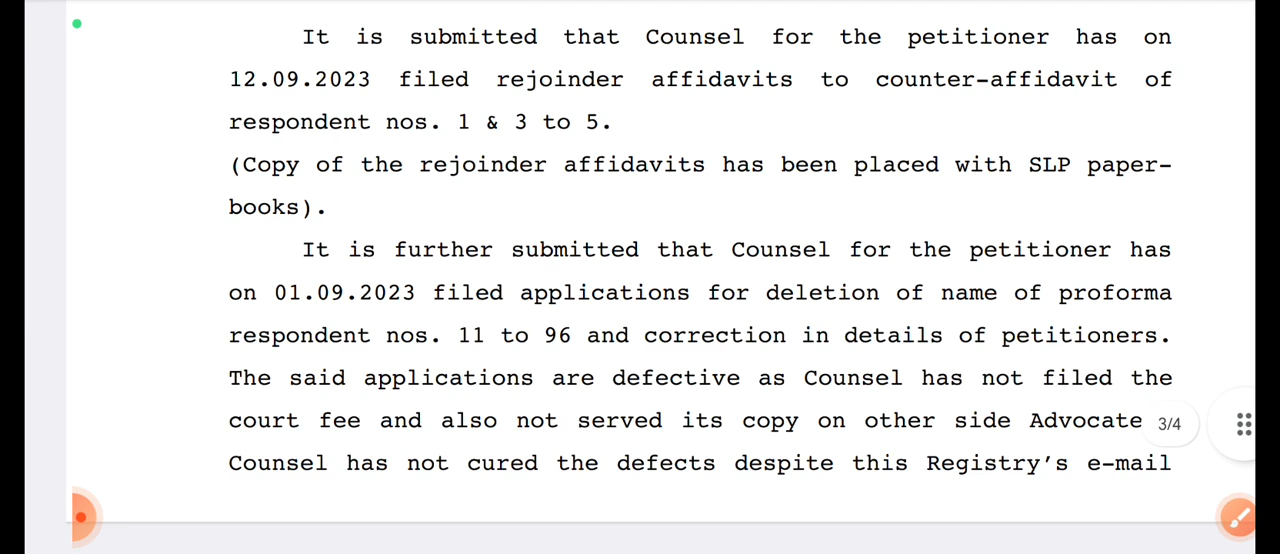 It is submitted that Counsel for the petitioner has on
12.09.2023 filed rejoinder affidavits to counter-affidavit of
respondent nos. 1 & 3 to 5.
(Copy of the rejoinder affidavits has been placed with SLP paper-
books).
It is further submitted that Counsel for the petitioner has
on 01.09.2023 filed applications for deletion of name of proforma
respondent nos. 11 to 96 and correction in details of petitioners.
The said applications are defective as Counsel has not filed the
court fee and also not served its copy on other side Advocate
3/4
Counsel has not cured the defects despite this Registry's e-mail